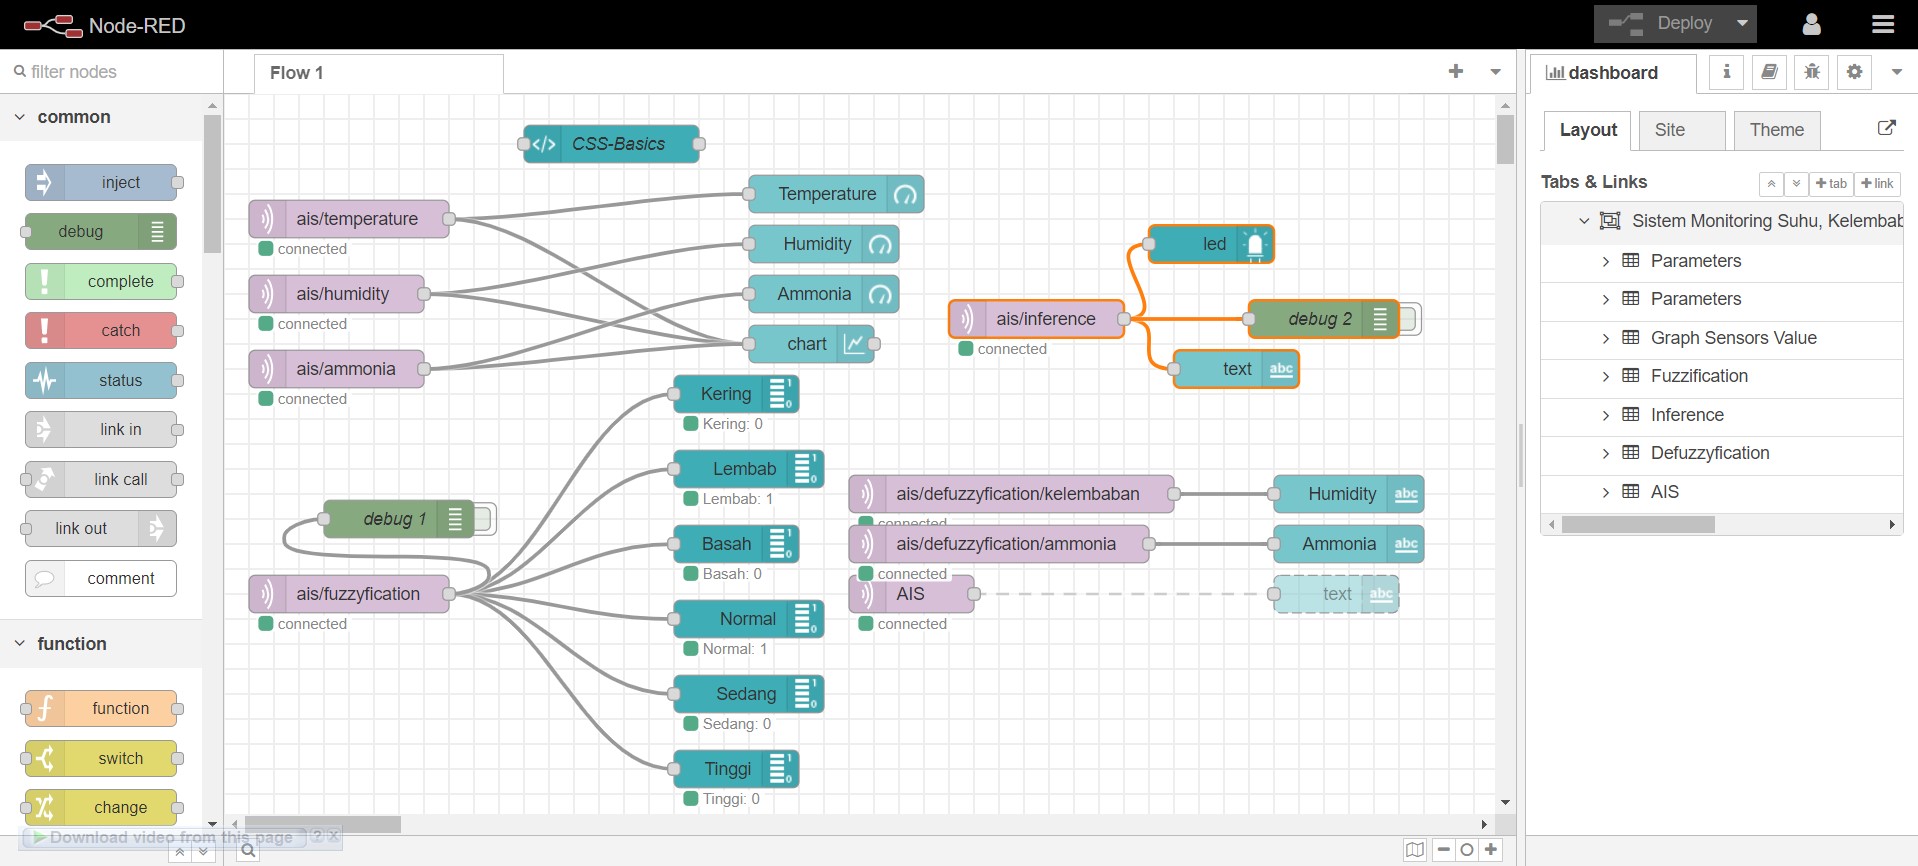 Node-RED
Deploy
filter nodes
Flow 1
dashboard
common
inject
debug
complete
catch
status
link in
link call
link out
comment
function
function
switch
change
Download video from this page
CSS-Basics
ais/temperature
connected
ais/humidity
connected
ais/ammonia
connected
Temperature
Humidity
Ammonia
chart
ais/inference
connected
led
debug 2
text abc
debug 1
ais/fuzzyfication
connected
Kering
Kering: 0
Lembab
Lembab: 1
Basah
Basah: 0
Normal
Normal: 1
Sedang
Sedang: 0
Tinggi
Tinggi: 0
ais/defuzzyfication/kelembaban
connected
Humidity abc
ais/defuzzyfication/ammonia
connected
Ammonia abc
AIS
connected
text abc
Layout
Site
Theme
Tabs & Links
+tab
+link
Sistem Monitoring Suhu, Kelembab
Parameters
Parameters
Graph Sensors Value
Fuzzification
Inference
Defuzzyfication
AIS